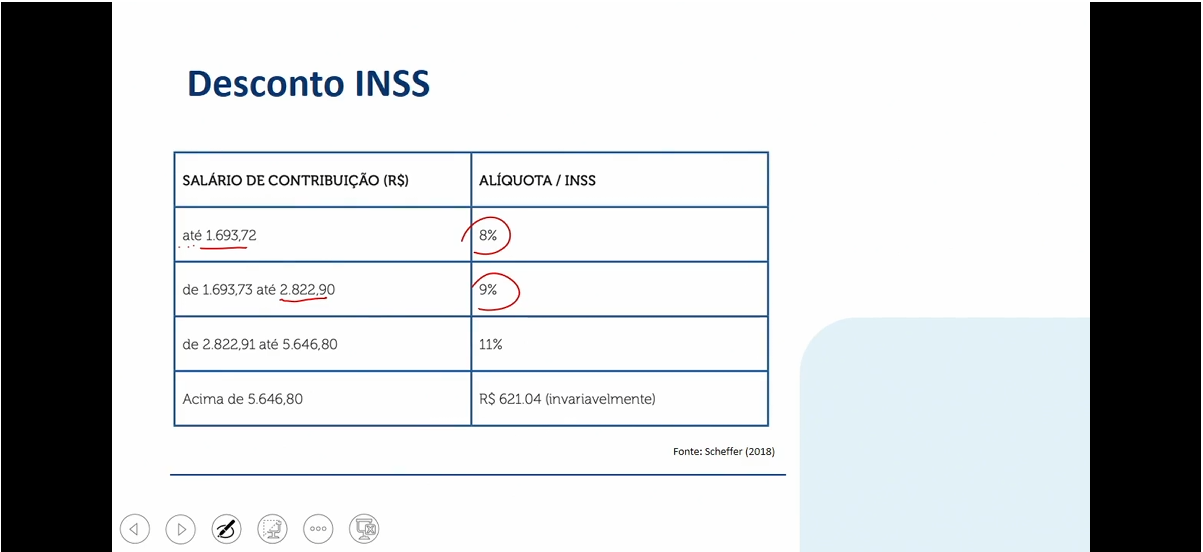 Desconto INSS
SALÁRIO DE CONTRIBUIÇÃO (R$) ALÍQUOTA / INSS
até 1.693,72 8%
de 1.693,73 até 2.822,90 9%
de 2.822,91 até 5.646,80 11%
Acima de 5.646,80 R$ 621.04 (invariavelmente)
Fonte: Scheffer (2018)